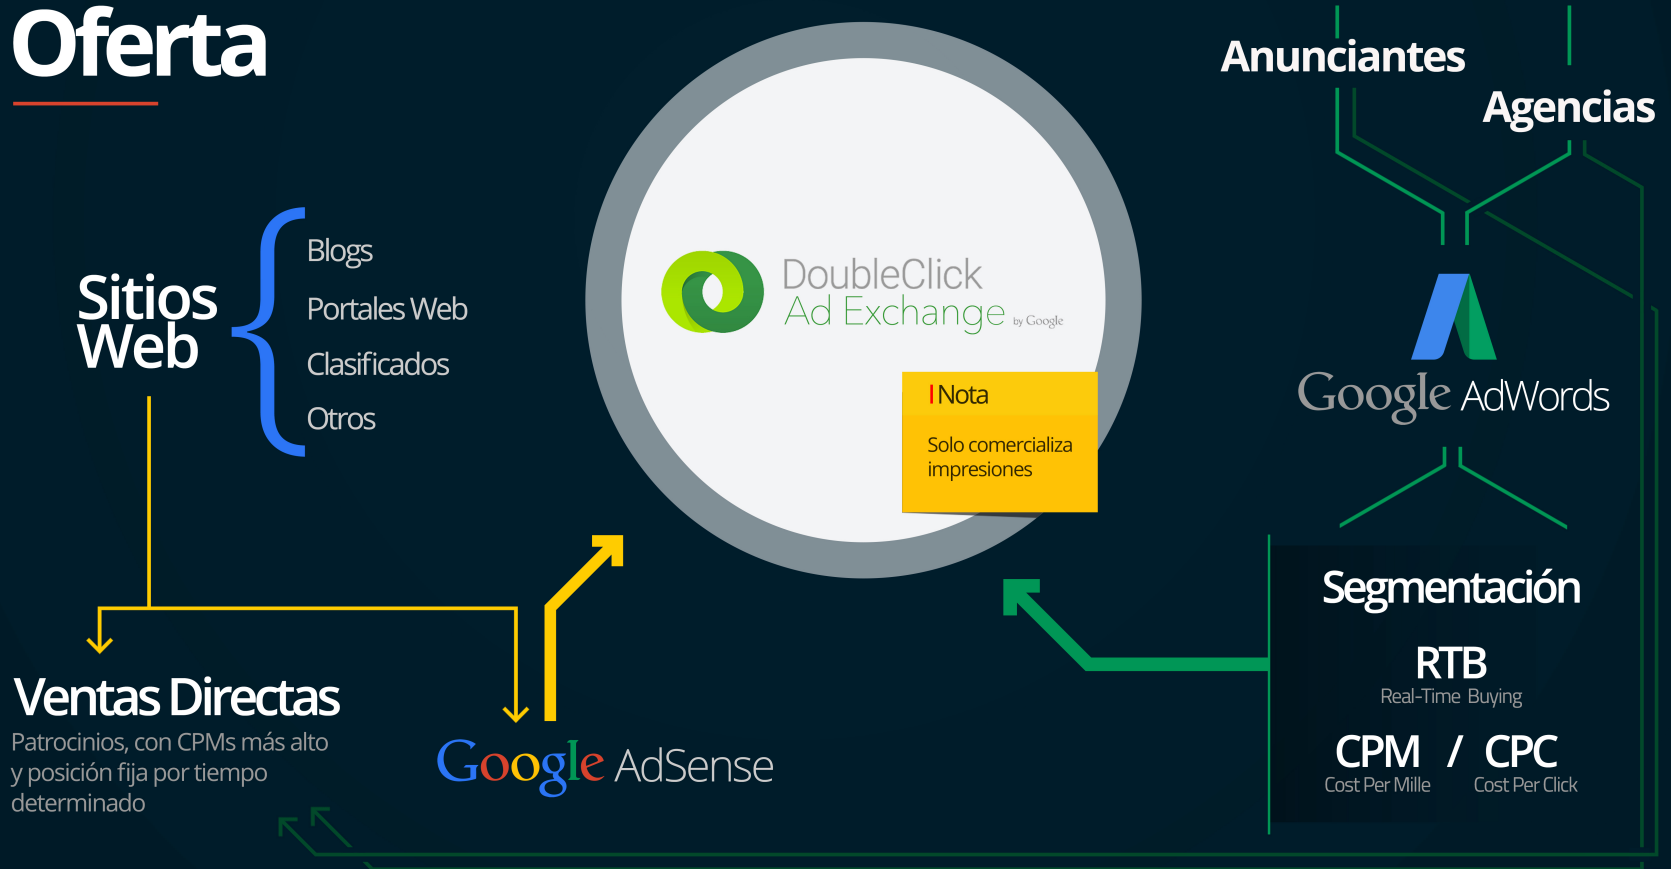 Oferta
Sitios
Web
Blogs
Portales Web
Clasificados
Otros
Ventas Directas
Patrocinios, con CPMs más alto
y posición fija por tiempo
determinado
Google AdSense
DoubleClick
Ad Exchange by Google
| Nota
Solo comercializa
impresiones
Anunciantes
Agencias
Google AdWords
Segmentación
RTB
Real-Time Buying
CPM / CPC
Cost Per Mille Cost Per Click